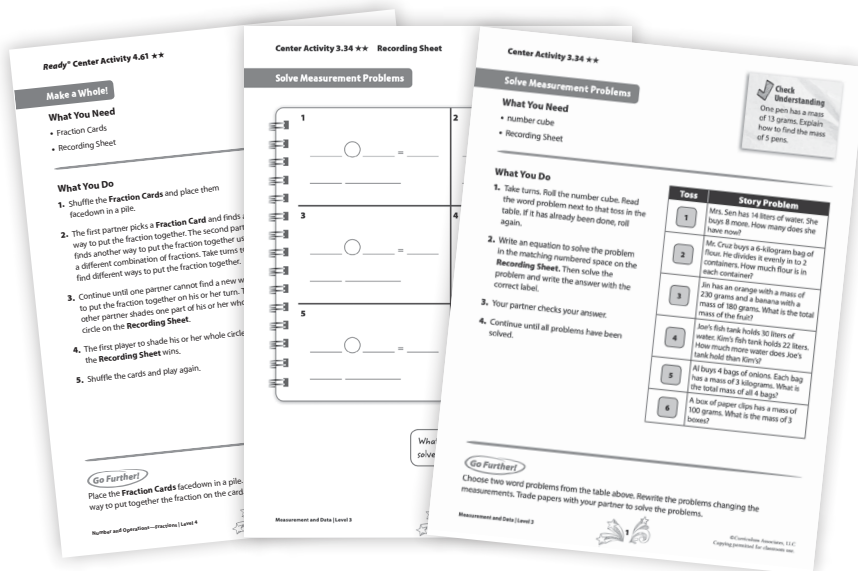 Ready® Center Activity 4.61 ★★
Make a Whole!
What You Need
• Fraction Cards
• Recording Sheet
What You Do
1. Shuffle the Fraction Cards and place them
facedown in a pile.
2. The first partner picks a Fraction Card and finds a
way to put the fraction together. The second part
finds another way to put the fraction together us
a different combination of fractions. Take turns t
find different ways to put the fraction together.
3. Continue until one partner cannot find a new w
to put the fraction together on his or her turn. T
other partner shades one part of his or her who
circle on the Recording Sheet.
4. The first player to shade his or her whole circle
the Recording Sheet wins.
5. Shuffle the cards and play again.
Go Further!
Place the Fraction Cards facedown in a pile.
way to put together the fraction on the card
Number and Operations—Fractions | Level 4
Center Activity 3.34 ★★ Recording Sheet
Solve Measurement Problems
1
=
2
3
=
4
5
=
What
solve
Measurement and Data | Level 3
Center Activity 3.34 ★★
Solve Measurement Problems
What You Need
• number cube
• Recording Sheet
Check
Understanding
One pen has a mass
of 13 grams. Explain
how to find the mass
of 5 pens.
What You Do
1. Take turns. Roll the number cube. Read
the word problem next to that toss in the
table. If it has already been done, roll
again.
2. Write an equation to solve the problem
in the matching numbered space on the
Recording Sheet. Then solve the
problem and write the answer with the
correct label.
3. Your partner checks your answer.
4. Continue until all problems have been
solved.
Toss Story Problem
1 Mrs. Sen has 14 liters of water. She
buys 8 more. How many does she
have now?
2 Mr. Cruz buys a 6-kilogram bag of
flour. He divides it evenly in to 2
containers. How much flour is in
each container?
3 Jin has an orange with a mass of
230 grams and a banana with a
mass of 180 grams. What is the total
mass of the fruit?
4 Joe's fish tank holds 30 liters of
water. Kim's fish tank holds 22 liters.
How much more water does Joe's
tank hold than Kim's?
5 Al buys 4 bags of onions. Each bag
has a mass of 3 kilograms. What is
the total mass of all 4 bags?
6 A box of paper clips has a mass of
100 grams. What is the mass of 3
boxes?
Go Further!
Choose two word problems from the table above. Rewrite the problems changing the
measurements. Trade papers with your partner to solve the problems.
Measurement and Data | Level 3
1
©Curriculum Associates, LLC
Copying permitted for classroom use.